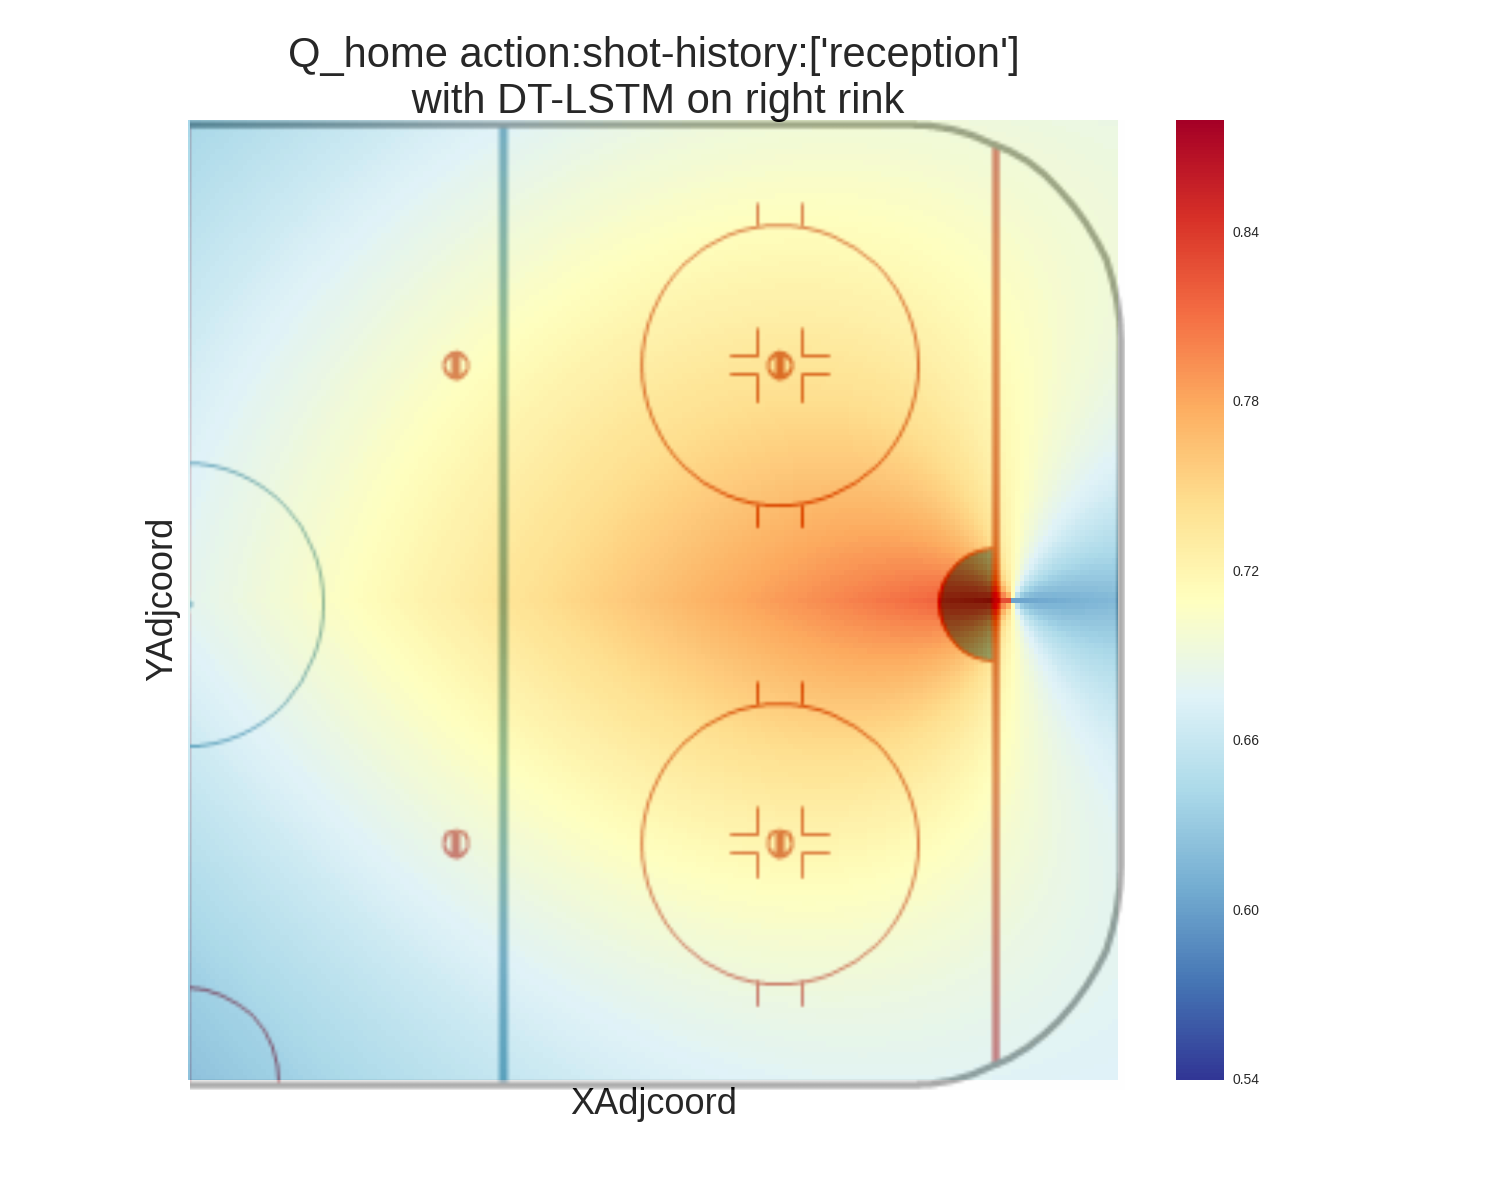 Q_home action:shot-history:['reception']
with DT-LSTM on right rink
0.84
0.78
0.72
0.66
0.60
0.54
YAdjcoord
XAdjcoord